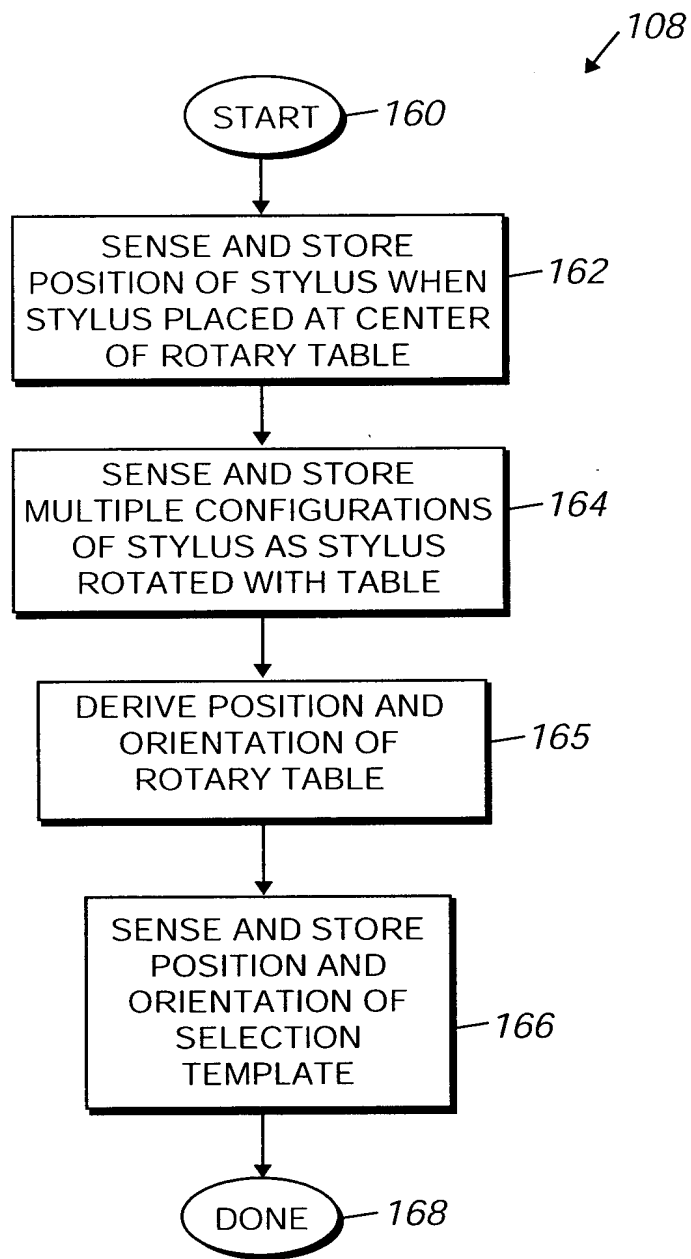 108
START
160
SENSE AND STORE
POSITION OF STYLUS WHEN
STYLUS PLACED AT CENTER
OF ROTARY TABLE
162
SENSE AND STORE
MULTIPLE CONFIGURATIONS
OF STYLUS AS STYLUS
ROTATED WITH TABLE
164
DERIVE POSITION AND
ORIENTATION OF
ROTARY TABLE
165
SENSE AND STORE
POSITION AND
ORIENTATION OF
SELECTION
TEMPLATE
166
DONE
168